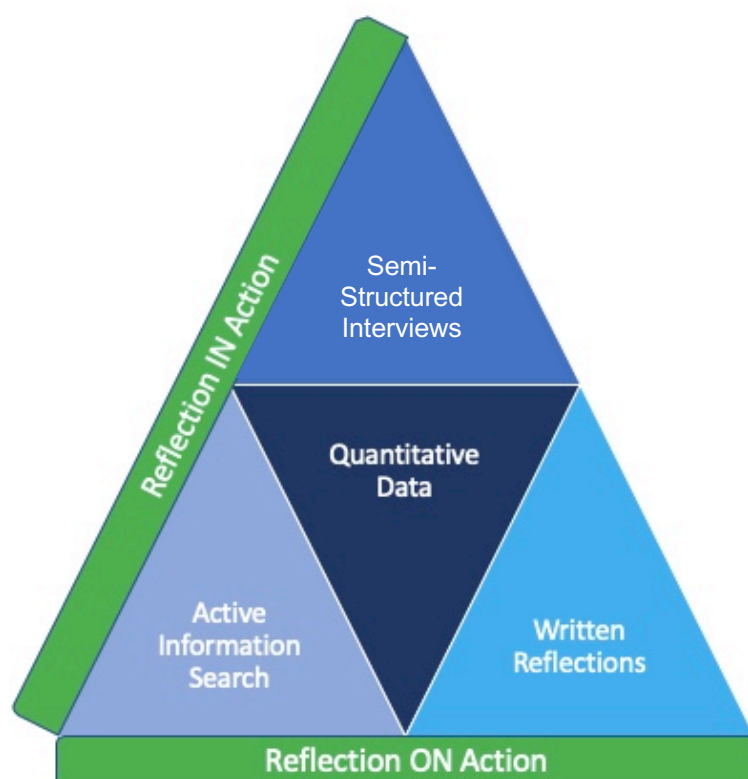 Reflection IN Action
Semi-
Structured
Interviews
Quantitative
Data
Active
Information
Search
Written
Reflections
Reflection ON Action